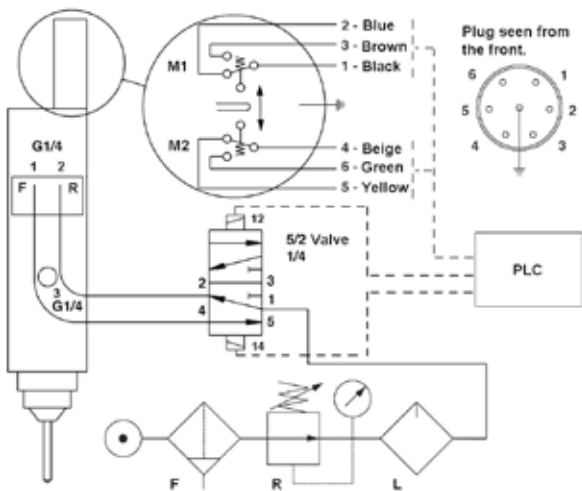 2 - Blue
3 - Brown
1 - Black
M1
M2
4 - Beige
6 - Green
5 - Yellow
Plug seen from
the front.
6 1
5 2
4 3
G1/4
1 2
F R
3
G1/4
12
5/2 Valve
1/4
2 3
1
4 5
14
PLC
F R L